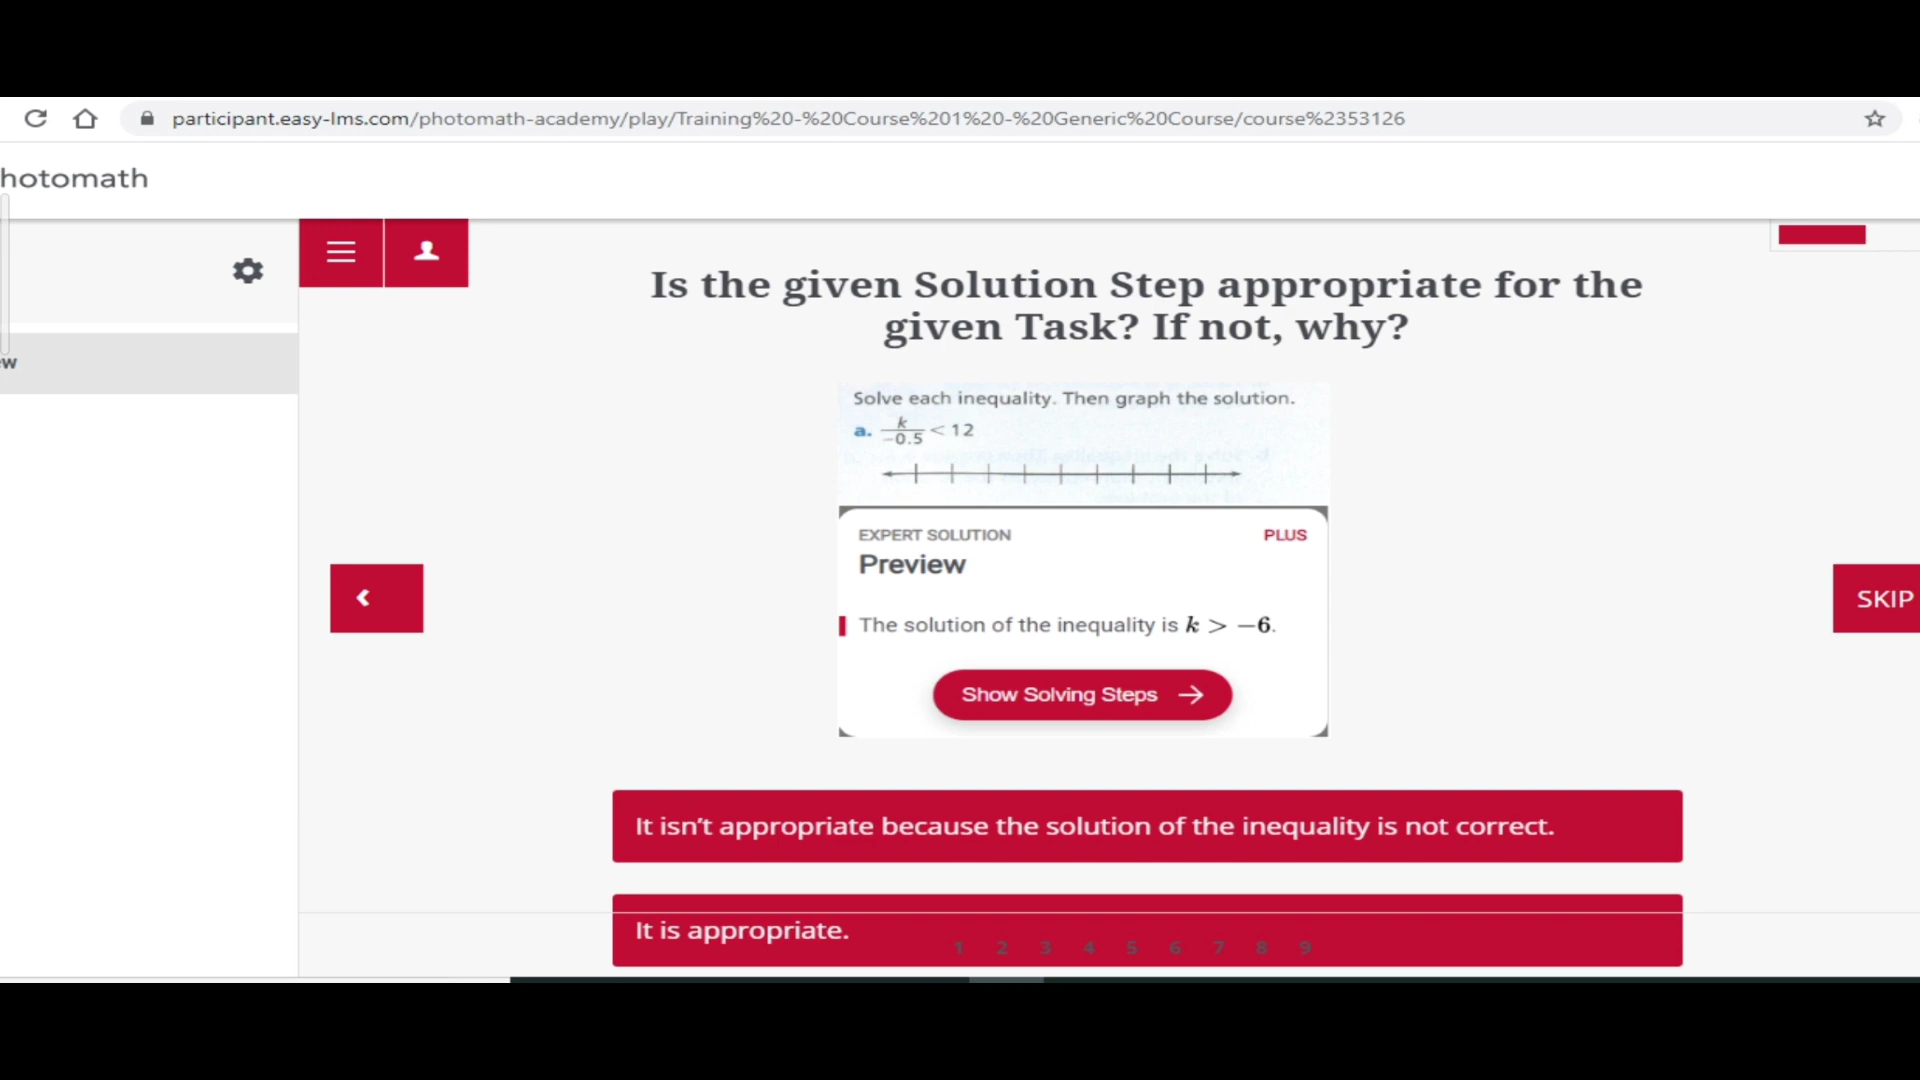 participant.easy-lms.com/photomath-academy/play/Training%20-%20Course%201%20-%20Generic%20Course/course%2353126
hotomath
ew
Is the given Solution Step appropriate for the
given Task? If not, why?
Solve each inequality. Then graph the solution.
a. k/-0.5 < 12
EXPERT SOLUTION PLUS
Preview
The solution of the inequality is k > −6.
Show Solving Steps →
SKIP
It isn't appropriate because the solution of the inequality is not correct.
It is appropriate.
1 2 3 4 5 6 7 8 9